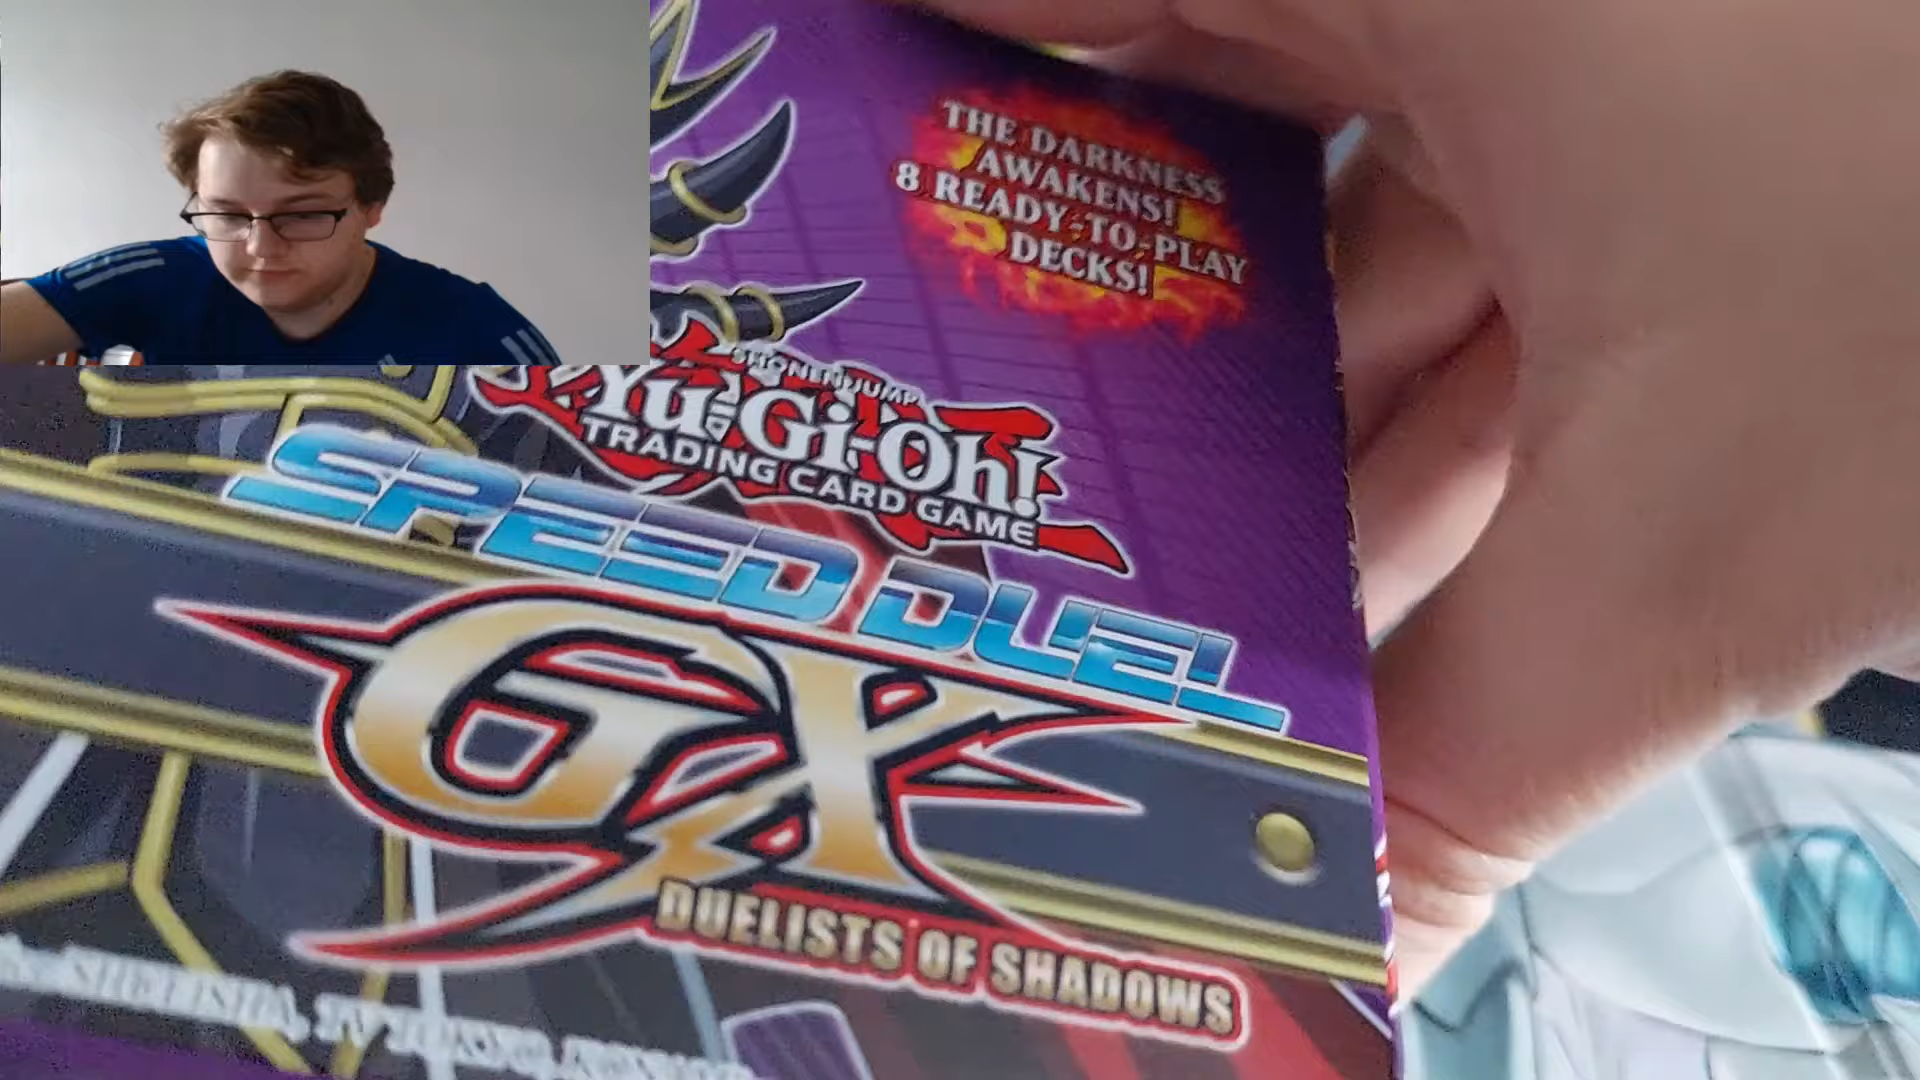 THE DARKNESS
AWAKENS!
8 READY-TO-PLAY
DECKS!
SHONEN JUMP
Yu-Gi-Oh!
TRADING CARD GAME
SPEED DUEL
GX
DUELISTS OF SHADOWS